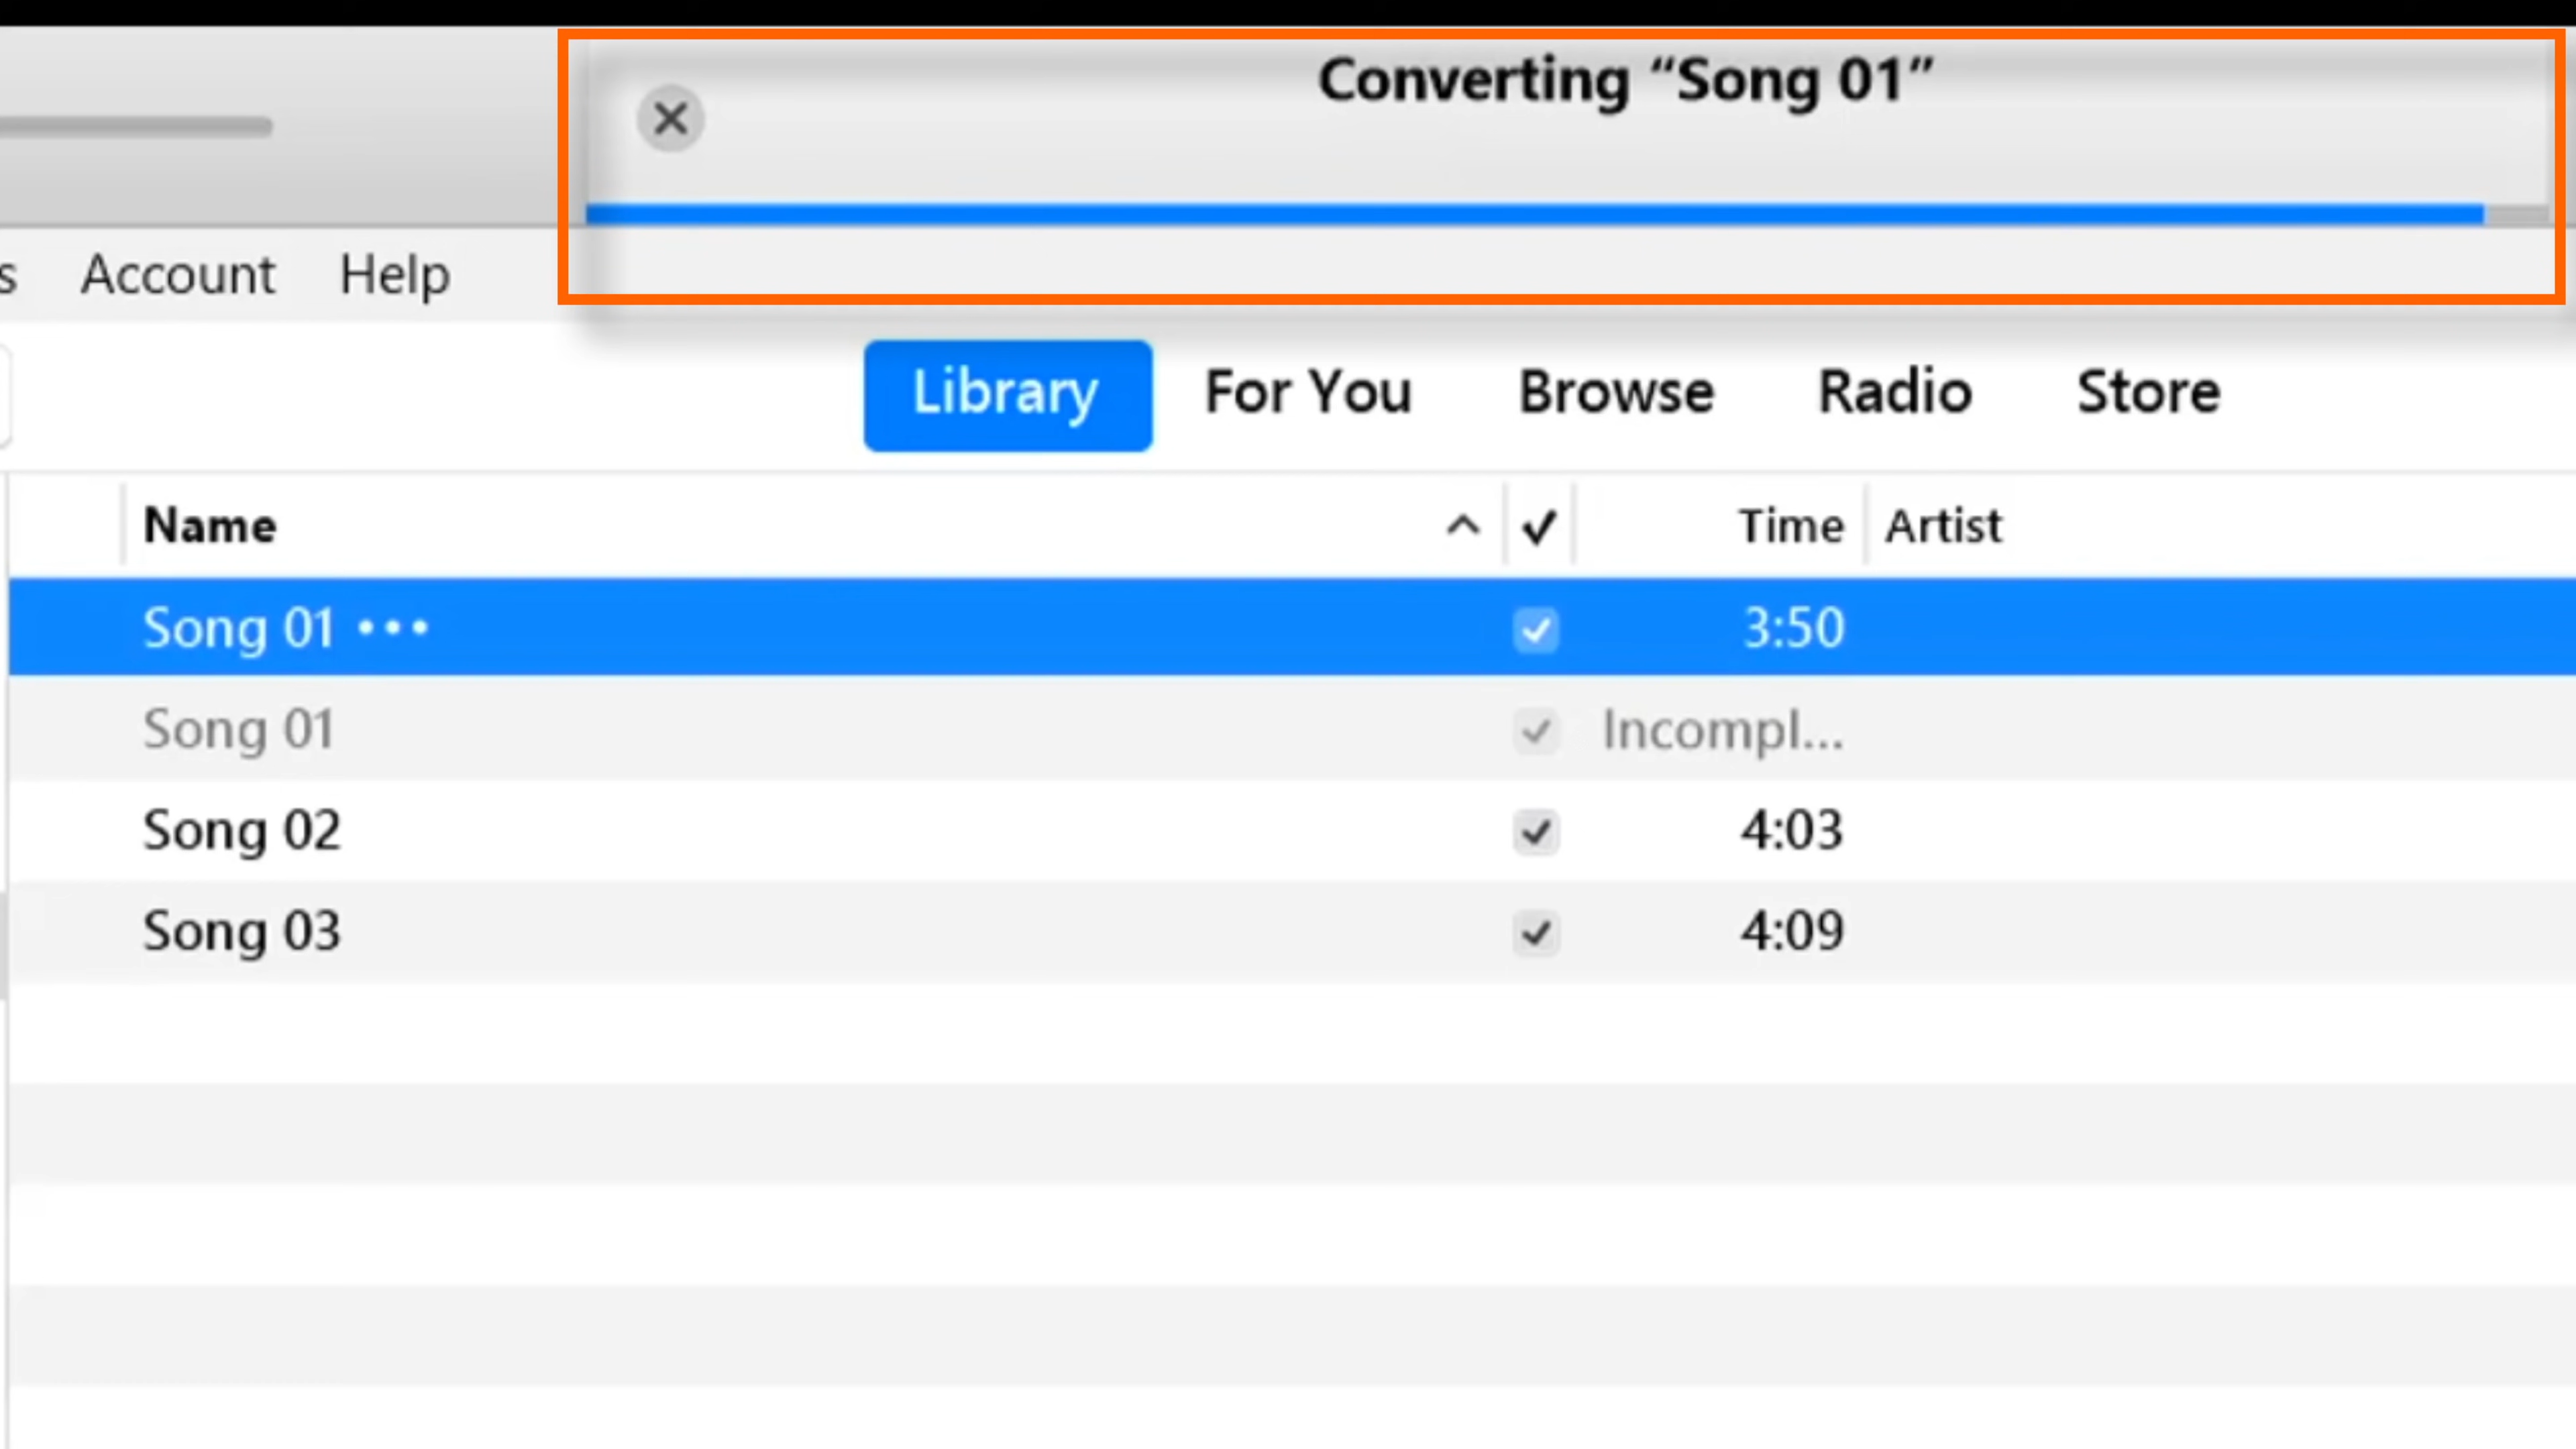 Converting “Song 01”
s Account Help
Library For You Browse Radio Store
Name Time Artist
Song 01 ••• 3:50
Song 01 Incompl...
Song 02 4:03
Song 03 4:09